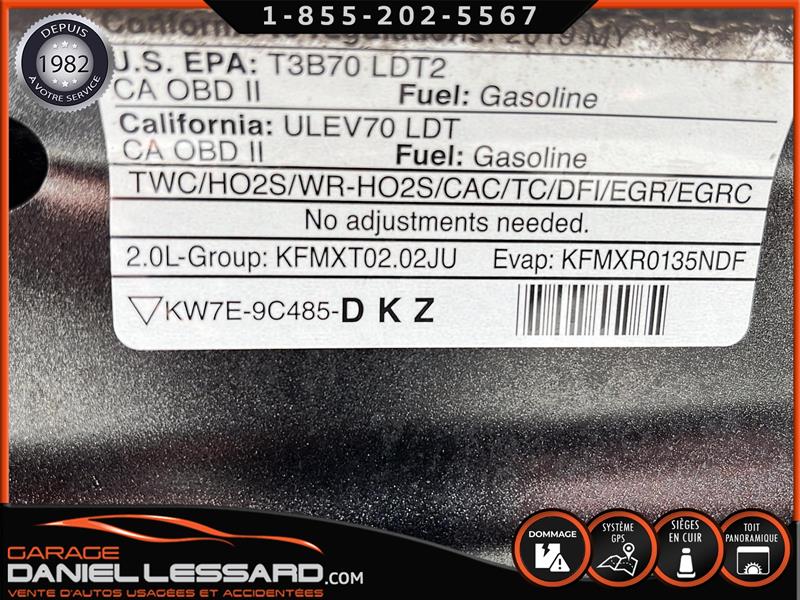 1-855-202-5567
DEPUIS
1982
À VOTRE SERVICE
2019 MY
U.S. EPA: T3B70 LDT2
CA OBD II Fuel: Gasoline
California: ULEV70 LDT
CA OBD II Fuel: Gasoline
TWC/HO2S/WR-HO2S/CAC/TC/DFI/EGR/EGRC
No adjustments needed.
2.0L-Group: KFMXT02.02JU Evap: KFMXR0135NDF
KW7E-9C485-DKZ
DOMMAGE
SYSTÈME
GPS
SIÈGES
EN CUIR
TOIT
PANORAMIQUE
GARAGE
DANIEL LESSARD.COM
VENTE D'AUTOS USAGÉES ET ACCIDENTÉES